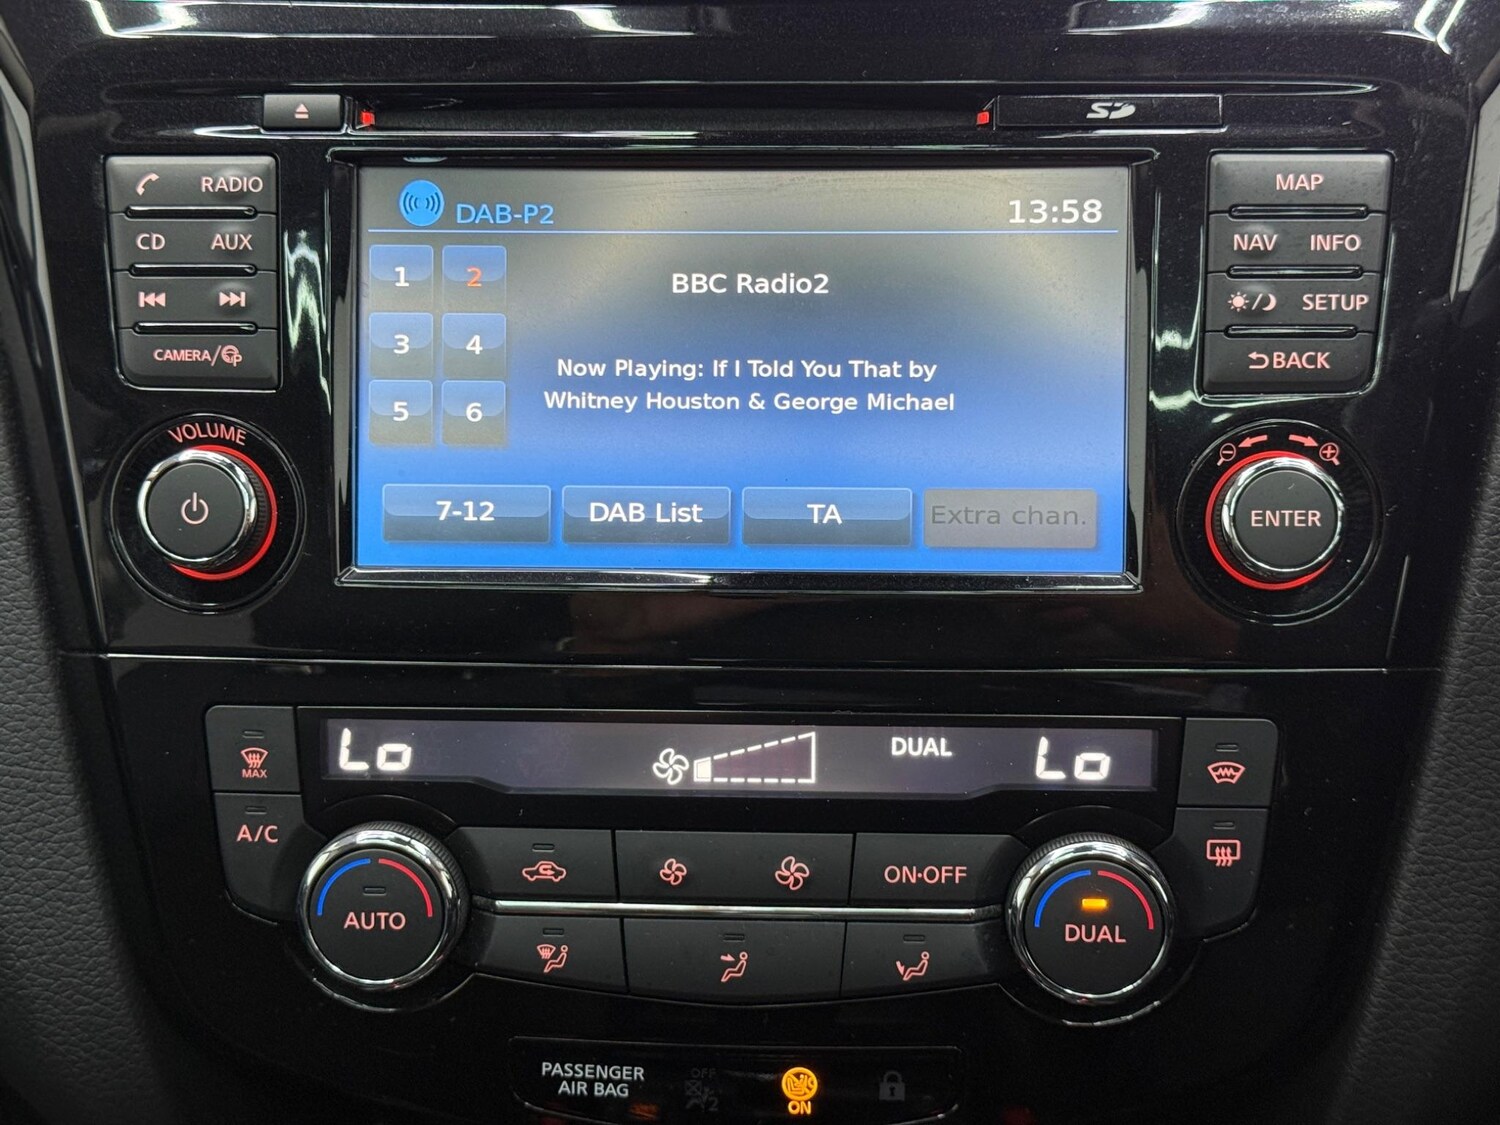 SD
RADIO
MAP
CD AUX
NAV INFO
SETUP
CAMERA/
BACK
DAB-P2
13:58
1 2
BBC Radio2
3 4
Now Playing: If I Told You That by
Whitney Houston & George Michael
5 6
7-12
DAB List
TA
Extra chan.
VOLUME
ENTER
Lo
DUAL
Lo
MAX
A/C
ON·OFF
AUTO
DUAL
PASSENGER
AIR BAG
OFF
2
ON